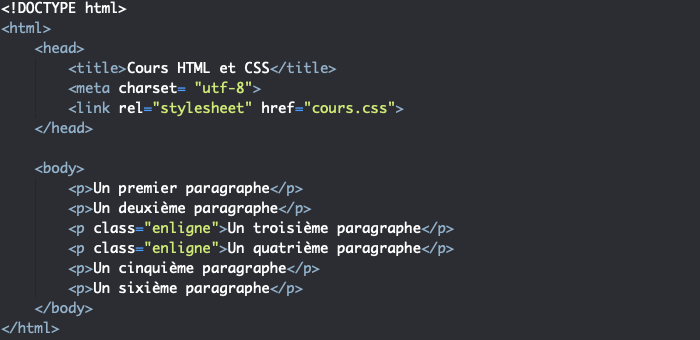 <!DOCTYPE html>
<html>
    <head>
        <title>Cours HTML et CSS</title>
        <meta charset= "utf-8">
        <link rel="stylesheet" href="cours.css">
    </head>

    <body>
        <p>Un premier paragraphe</p>
        <p>Un deuxième paragraphe</p>
        <p class="enligne">Un troisième paragraphe</p>
        <p class="enligne">Un quatrième paragraphe</p>
        <p>Un cinquième paragraphe</p>
        <p>Un sixième paragraphe</p>
    </body>
</html>